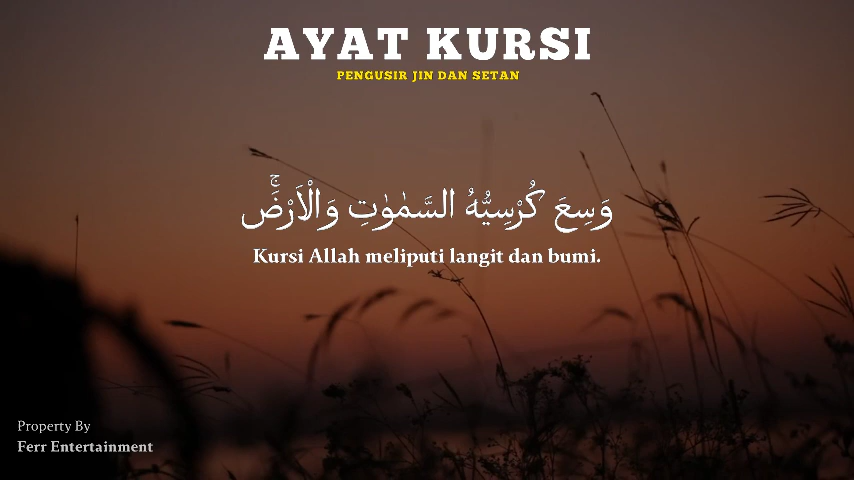 AYAT KURSI
PENGUSIR JIN DAN SETAN
وَسِعَ كُرْسِيُّهُ السَّمٰوٰتِ وَالْاَرْضَۚ
Kursi Allah meliputi langit dan bumi.
Property By
Ferr Entertainment